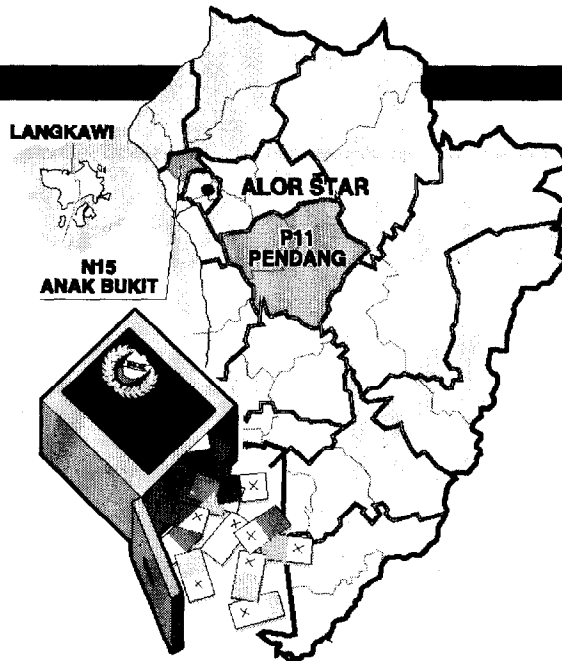 LANGKAWI
ALOR STAR
P11
PENDANG
N15
ANAK BUKIT